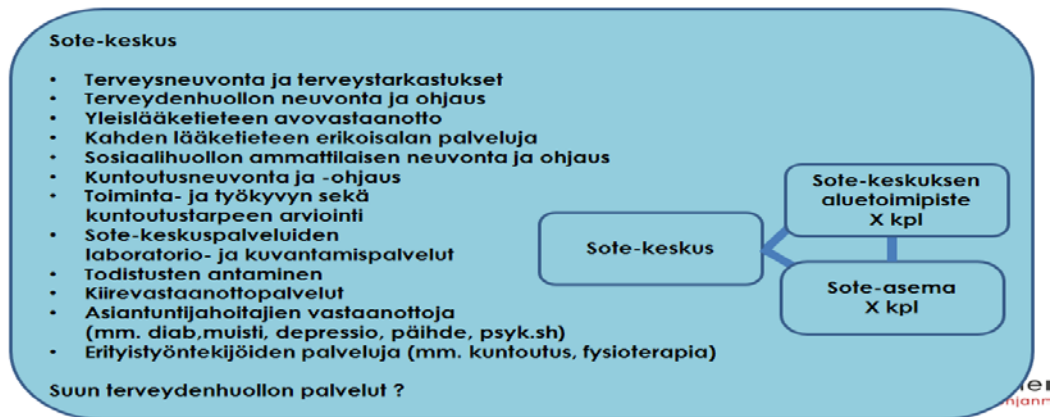 Sote-keskus
• Terveysneuvonta ja terveystarkastukset
• Terveydenhuollon neuvonta ja ohjaus
• Yleislääketieteen avovastaanotto
• Kahden lääketieteen erikoisalan palveluja
• Sosiaalihuollon ammattilaisen neuvonta ja ohjaus
• Kuntoutusneuvonta ja -ohjaus
• Toiminta- ja työkyvyn sekä
kuntoutustarpeen arviointi
• Sote-keskuspalveluiden
laboratorio- ja kuvantamispalvelut
• Todistusten antaminen
• Kiirevastaanottopalvelut
• Asiantuntijahoitajien vastaanottoja
(mm. diab,muisti, depressio, päihde, psyk.sh)
• Erityistyöntekijöiden palveluja (mm. kuntoutus, fysioterapia)
Suun terveydenhuollon palvelut ?
Sote-keskus
Sote-keskuksen
aluetoimipiste
X kpl
Sote-asema
X kpl